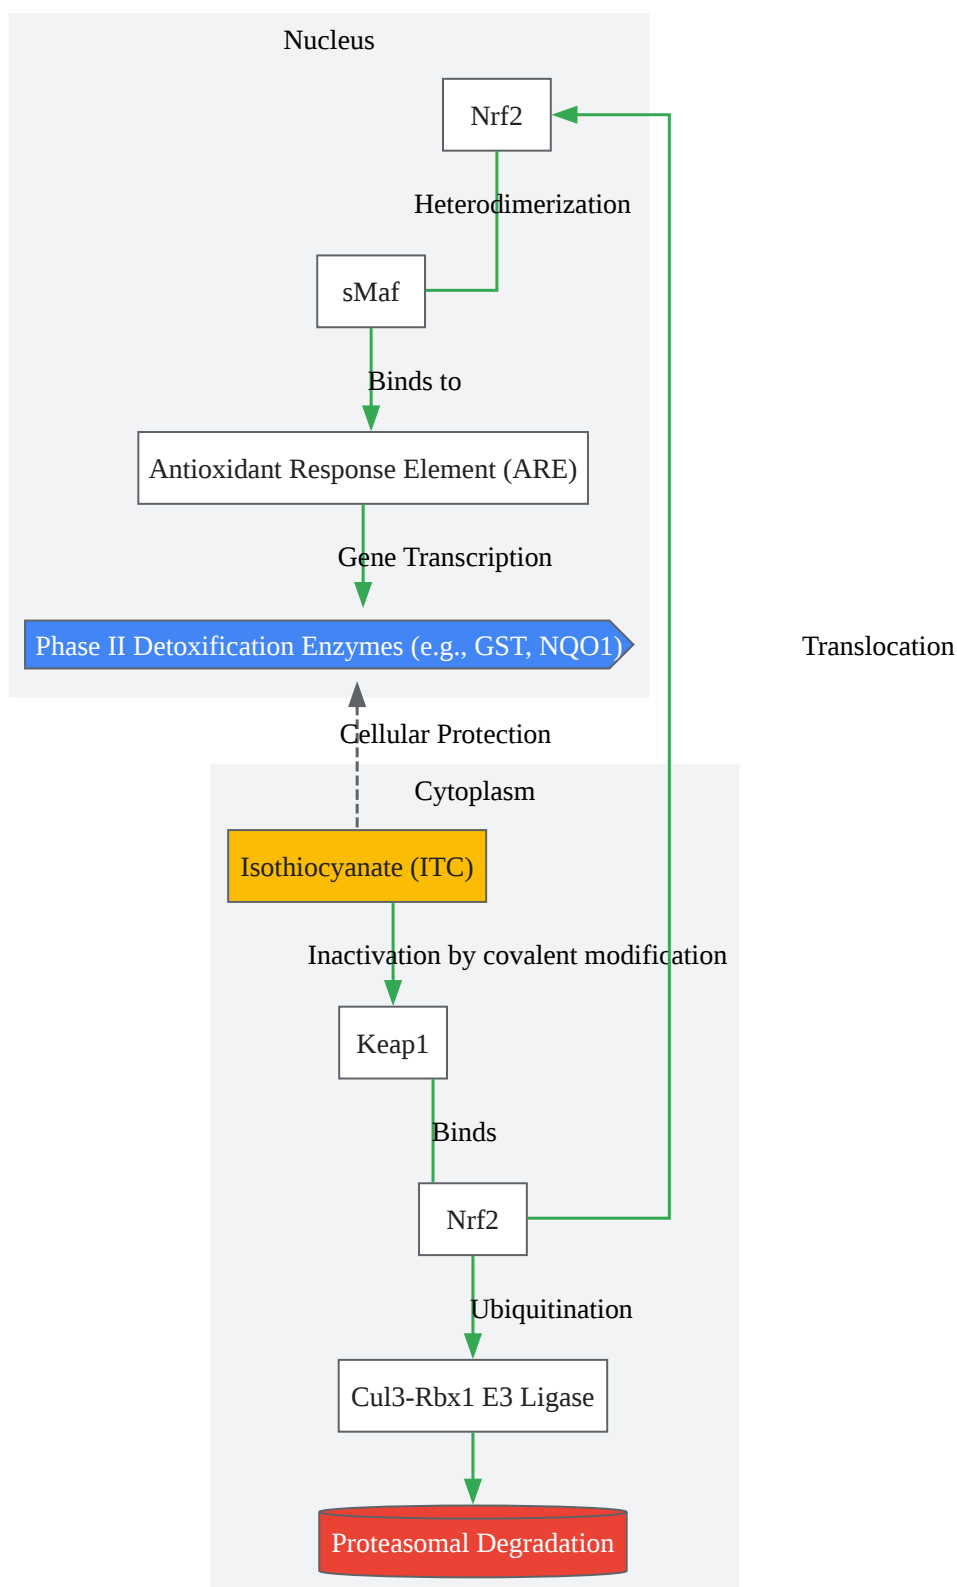 Nucleus
Nrf2
Heterodimerization
sMaf
Binds to
Antioxidant Response Element (ARE)
Gene Transcription
Phase II Detoxification Enzymes (e.g., GST, NQO1)
Translocation
Cellular Protection
Cytoplasm
Isothiocyanate (ITC)
Inactivation by covalent modification
Keap1
Binds
Nrf2
Ubiquitination
Cul3-Rbx1 E3 Ligase
Proteasomal Degradation